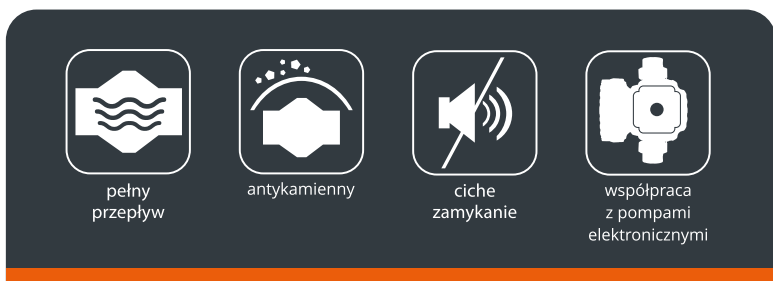 pełny
przepływ
antykamienny
ciche
zamykanie
współpraca
z pompami
elektronicznymi